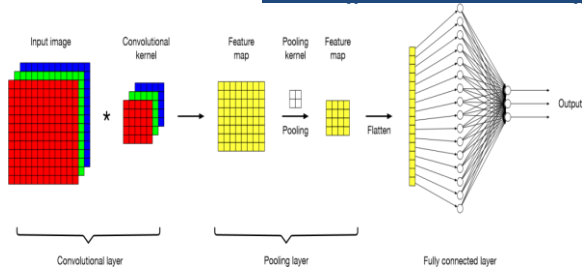 Input image
Convolutional
kernel
Feature
map
Pooling
kernel
Feature
map
*
Pooling
Flatten
Output
Convolutional layer
Pooling layer
Fully connected layer